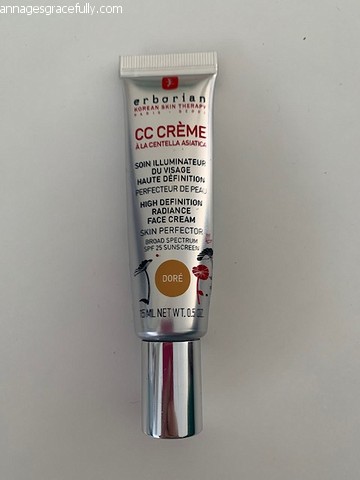 annagesgracefully.com
erborian
KOREAN SKIN THERAPY
PARIS - SEOUL
CC CRÈME
À LA CENTELLA ASIATICA
SOIN ILLUMINATEUR
DU VISAGE
HAUTE DÉFINITION
PERFECTEUR DE PEAU
HIGH DEFINITION
RADIANCE
FACE CREAM
SKIN PERFECTOR
BROAD SPECTRUM
SPF 25 SUNSCREEN
DORÉ
15 ML NET WT. 0.5 OZ.